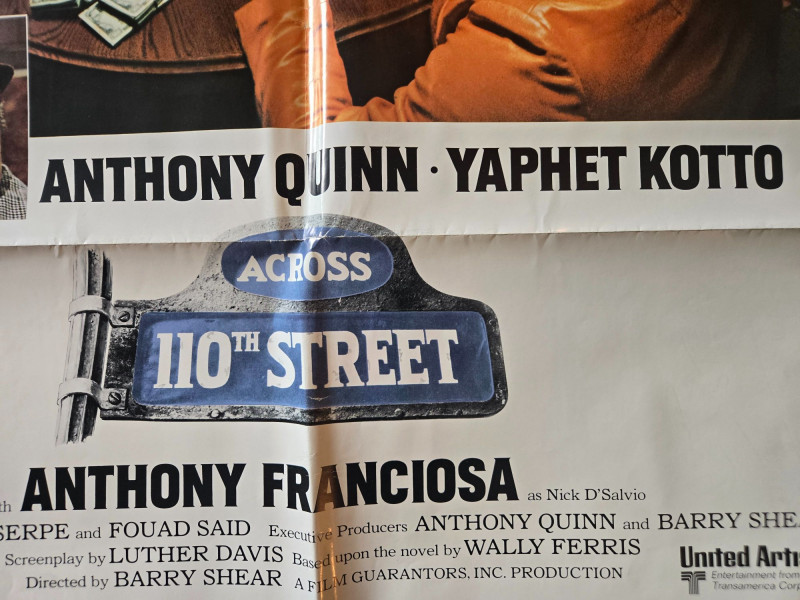 ANTHONY QUINN · YAPHET KOTTO
ACROSS
110TH STREET
ANTHONY FRANCIOSA as Nick D'Salvio
SERPE and FOUAD SAID Executive Producers ANTHONY QUINN and BARRY SHEA
Screenplay by LUTHER DAVIS Based upon the novel by WALLY FERRIS
Directed by BARRY SHEAR A FILM GUARANTORS, INC. PRODUCTION
United Arti
Entertainment from
Transamerica Corp